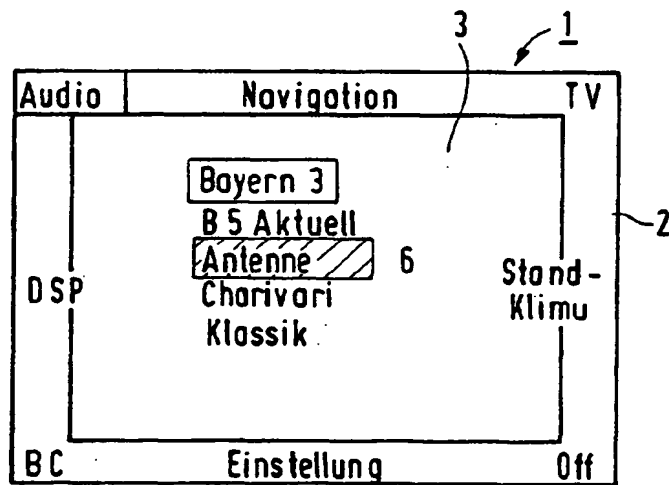 3
1
Audio Navigation TV
Bayern 3
B 5 Aktuell
2
Antenne 6
DSP
Charivari
Stand-
Klimu
Klassik
BC Einstellung Off